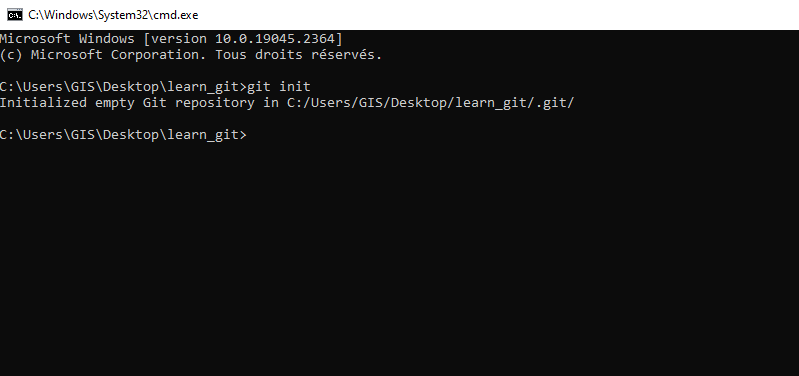 C:\Windows\System32\cmd.exe
Microsoft Windows [version 10.0.19045.2364]
(c) Microsoft Corporation. Tous droits réservés.
C:\Users\GIS\Desktop\learn_git>git init
Initialized empty Git repository in C:/Users/GIS/Desktop/learn_git/.git/
C:\Users\GIS\Desktop\learn_git>